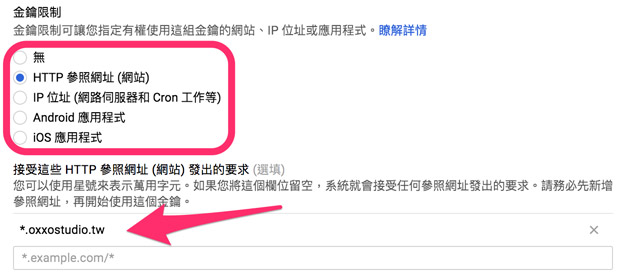 金鑰限制
金鑰限制可讓您指定有權使用這組金鑰的網站、IP 位址或應用程式。瞭解詳情
無
HTTP 參照網址 (網站)
IP 位址 (網路伺服器和 Cron 工作等)
Android 應用程式
iOS 應用程式
接受這些 HTTP 參照網址 (網站) 發出的要求 (選填)
您可以使用星號來表示萬用字元。如果您將這個欄位留空，系統就會接受任何參照網址發出的要求。請務必先新增
參照網址，再開始使用這個金鑰。
*.oxxostudio.tw
*.example.com/*